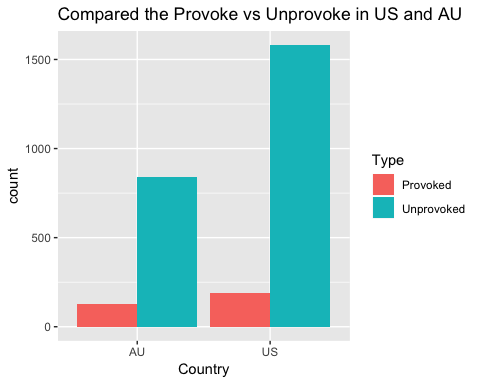 Compared the Provoke vs Unprovoke in US and AU
1500
1000
500
0
count
AU
US
Country
Type
Provoked
Unprovoked